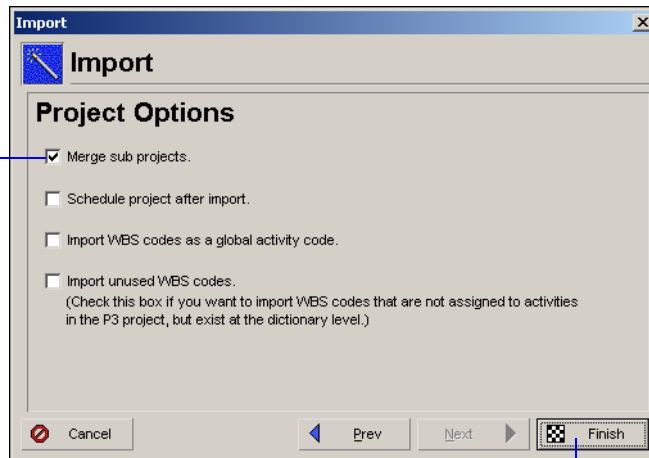 Import
Import
Project Options
Merge sub projects.
Schedule project after import.
Import WBS codes as a global activity code.
Import unused WBS codes.
(Check this box if you want to import WBS codes that are not assigned to activities
in the P3 project, but exist at the dictionary level.)
Cancel
Prev
Next
Finish